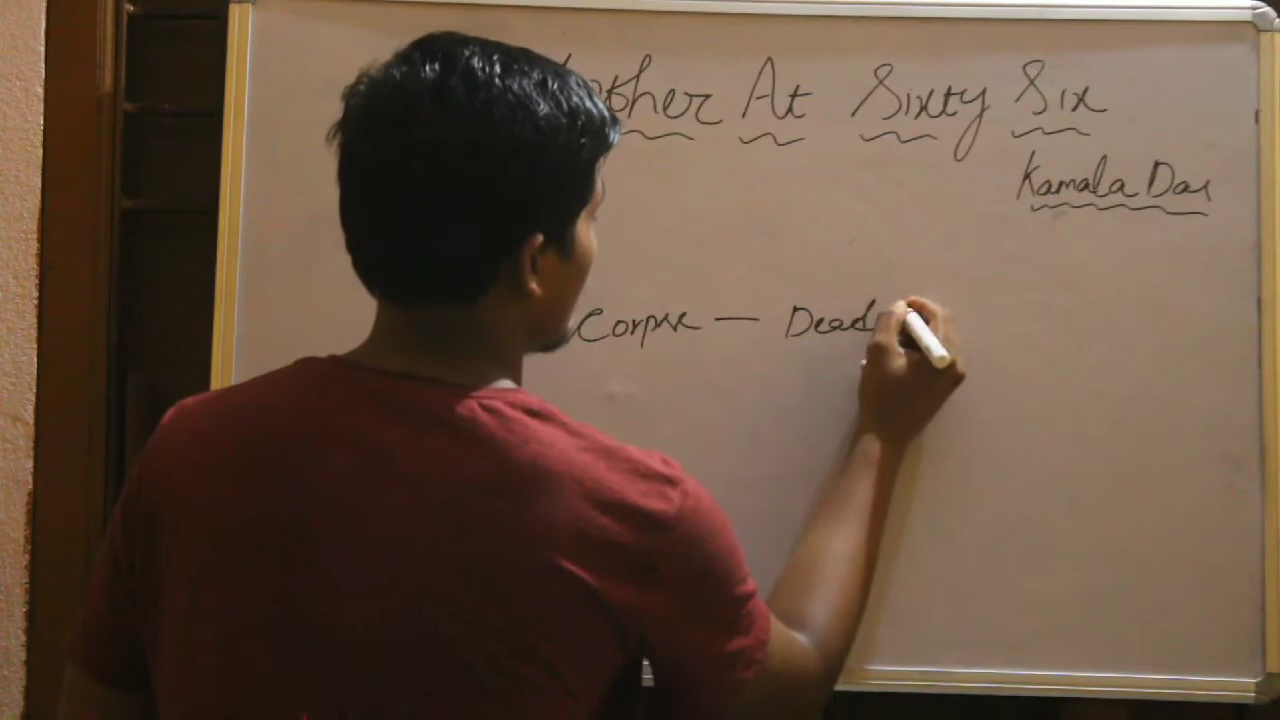 other At Sixty Six
Kamala Das
Corpse — Dead